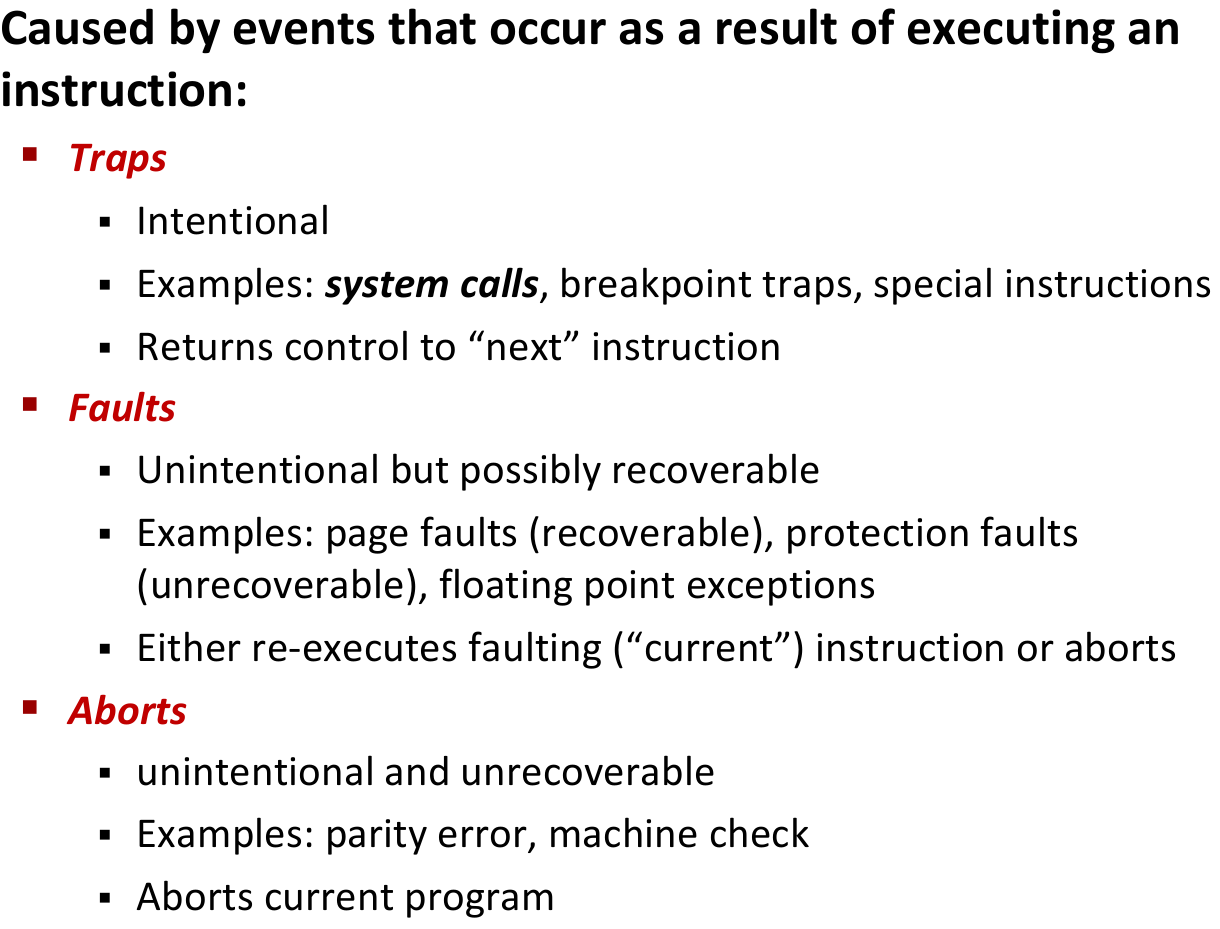 Caused by events that occur as a result of executing an
instruction:
▪ Traps
▪ Intentional
▪ Examples: system calls, breakpoint traps, special instructions
▪ Returns control to “next” instruction
▪ Faults
▪ Unintentional but possibly recoverable
▪ Examples: page faults (recoverable), protection faults
(unrecoverable), floating point exceptions
▪ Either re-executes faulting (“current”) instruction or aborts
▪ Aborts
▪ unintentional and unrecoverable
▪ Examples: parity error, machine check
▪ Aborts current program